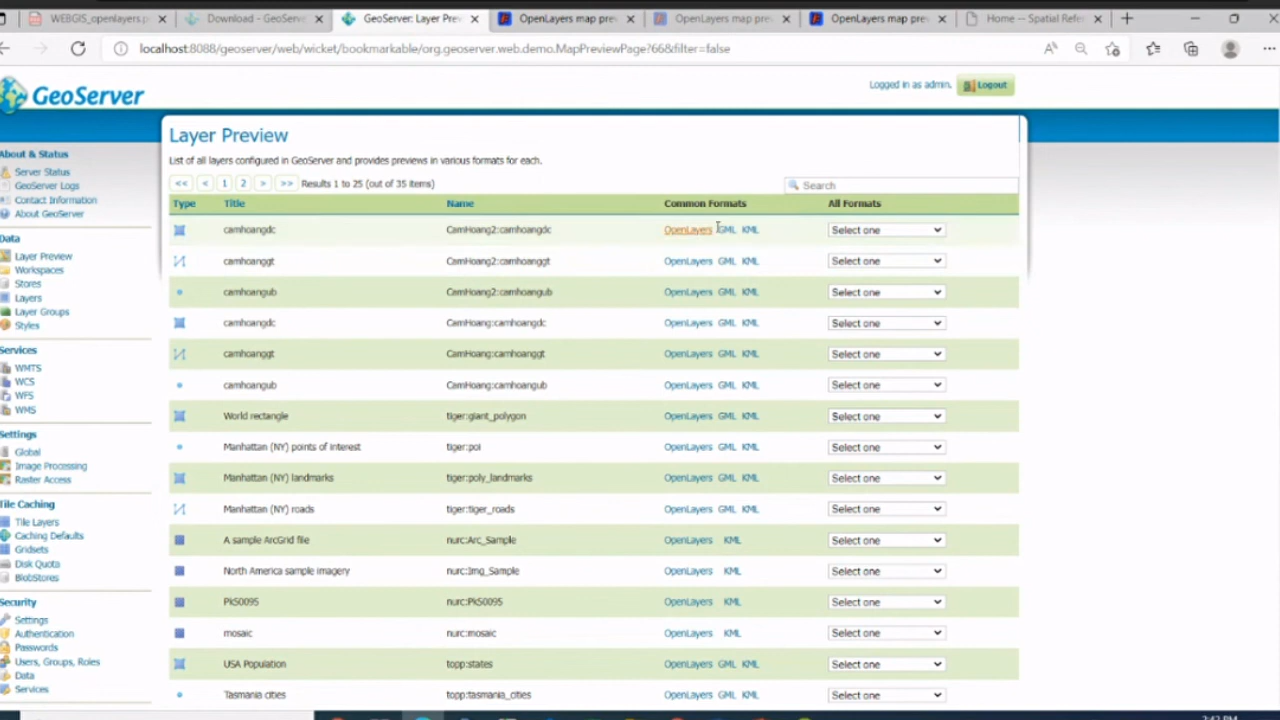 WEBGIS_openlayers.p
Download - GeoServe
GeoServer: Layer Prev
OpenLayers map prev
OpenLayers map prev
OpenLayers map prev
Home -- Spatial Refe
localhost:8088/geoserver/web/wicket/bookmarkable/org.geoserver.web.demo.MapPreviewPage?66&filter=false
GeoServer
Logged in as admin.
Logout
About & Status
Server Status
GeoServer Logs
Contact Information
About GeoServer
Data
Layer Preview
Workspaces
Stores
Layers
Layer Groups
Styles
Services
WMTS
WCS
WFS
WMS
Settings
Global
Image Processing
Raster Access
Tile Caching
Tile Layers
Caching Defaults
Gridsets
Disk Quota
BlobStores
Security
Settings
Authentication
Passwords
Users, Groups, Roles
Data
Services
Layer Preview
List of all layers configured in GeoServer and provides previews in various formats for each.
<< < 1 2 > >> Results 1 to 25 (out of 35 items)
Search
Type Title Name Common Formats All Formats
camhoangdc CamHoang2:camhoangdc OpenLayers GML KML Select one
camhoanggt CamHoang2:camhoanggt OpenLayers GML KML Select one
camhoangub CamHoang2:camhoangub OpenLayers GML KML Select one
camhoangdc CamHoang:camhoangdc OpenLayers GML KML Select one
camhoanggt CamHoang:camhoanggt OpenLayers GML KML Select one
camhoangub CamHoang:camhoangub OpenLayers GML KML Select one
World rectangle tiger:giant_polygon OpenLayers GML KML Select one
Manhattan (NY) points of interest tiger:poi OpenLayers GML KML Select one
Manhattan (NY) landmarks tiger:poly_landmarks OpenLayers GML KML Select one
Manhattan (NY) roads tiger:tiger_roads OpenLayers GML KML Select one
A sample ArcGrid file nurc:Arc_Sample OpenLayers KML Select one
North America sample imagery nurc:Img_Sample OpenLayers KML Select one
Pk50095 nurc:Pk50095 OpenLayers KML Select one
mosaic nurc:mosaic OpenLayers KML Select one
USA Population topp:states OpenLayers GML KML Select one
Tasmania cities topp:tasmania_cities OpenLayers GML KML Select one